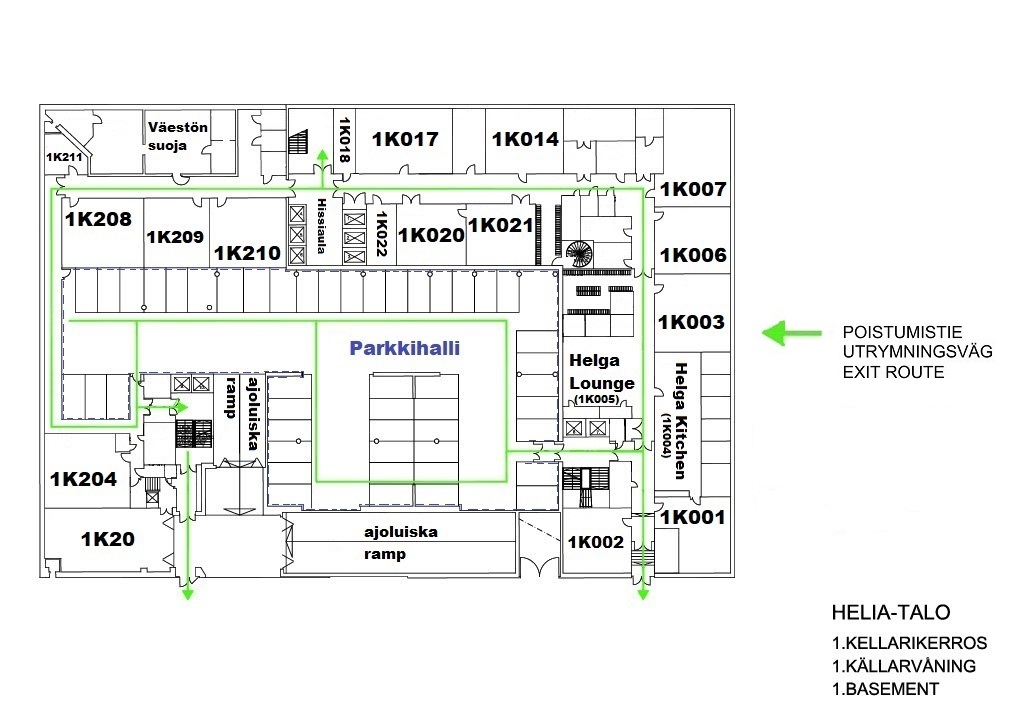 Väestön
suoja
1K018
1K017
1K014
1K211
1K007
1K208
1K209
1K210
Hissiaula
1K022
1K020
1K021
1K006
1K003
Parkkihalli
POISTUMISTIE
UTRYMNINGSVÄG
EXIT ROUTE
Helga
Lounge
(1K005)
Helga Kitchen
(1K004)
ajoluiska
ramp
1K204
1K20
ajoluiska
ramp
1K002
1K001
HELIA-TALO
1.KELLARIKERROS
1.KÄLLARVÅNING
1.BASEMENT